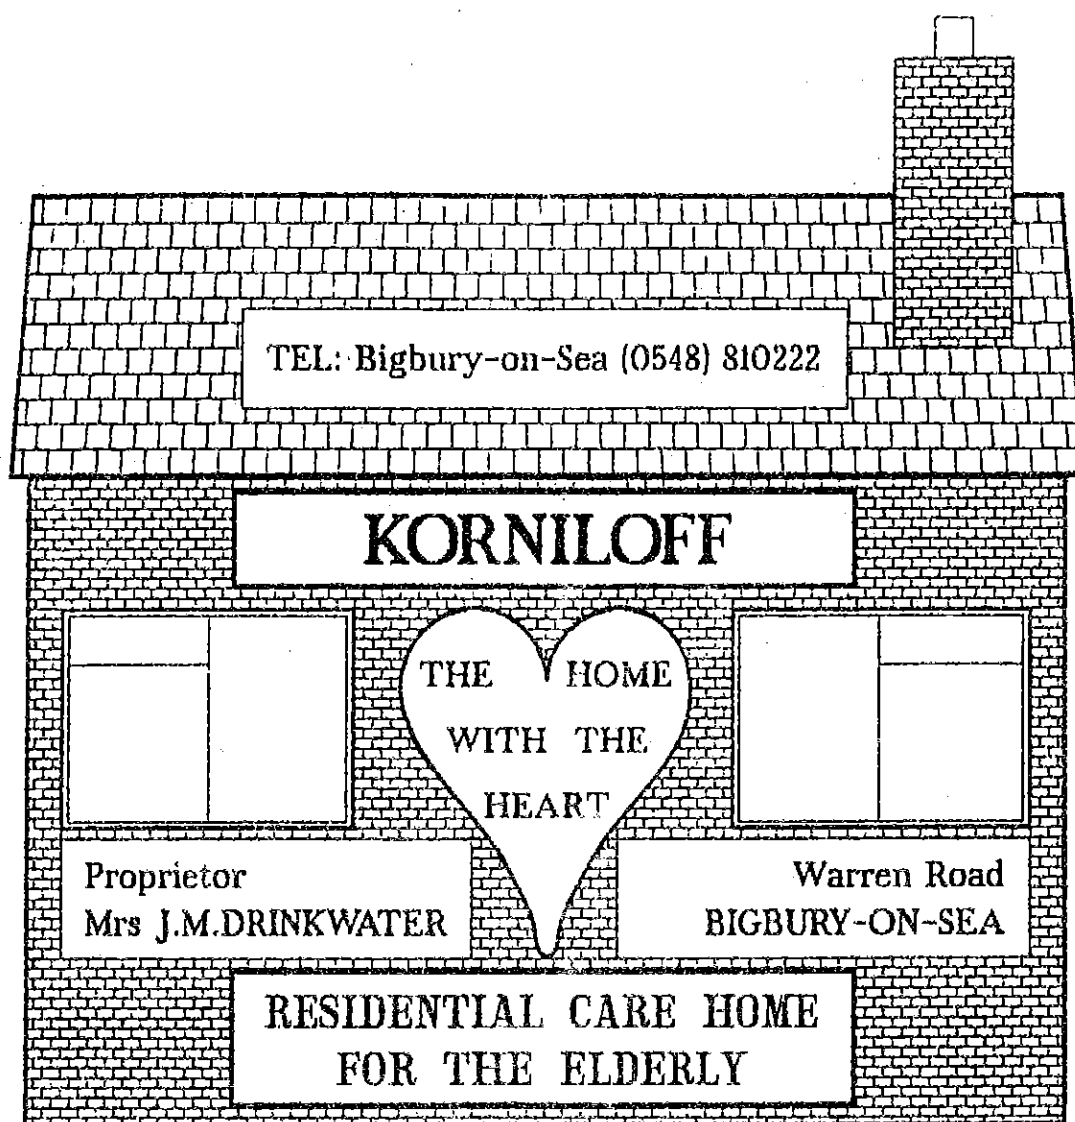 TEL: Bigbury-on-Sea (0548) 810222
KORNILOFF
THE HOME
WITH THE
HEART
Proprietor
Mrs J.M.DRINKWATER
Warren Road
BIGBURY-ON-SEA
RESIDENTIAL CARE HOME
FOR THE ELDERLY